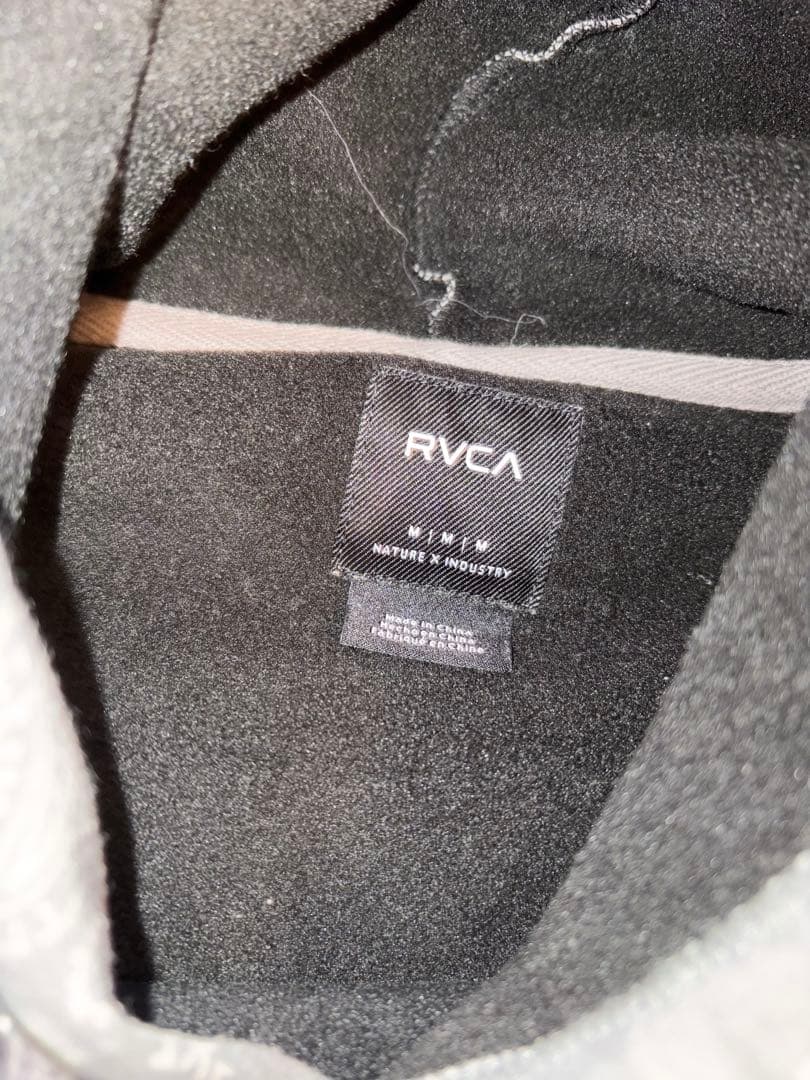 RVCA
M | M | M
NATURE X INDUSTRY
Made in China
Hecho en China
Fabriqué en Chine